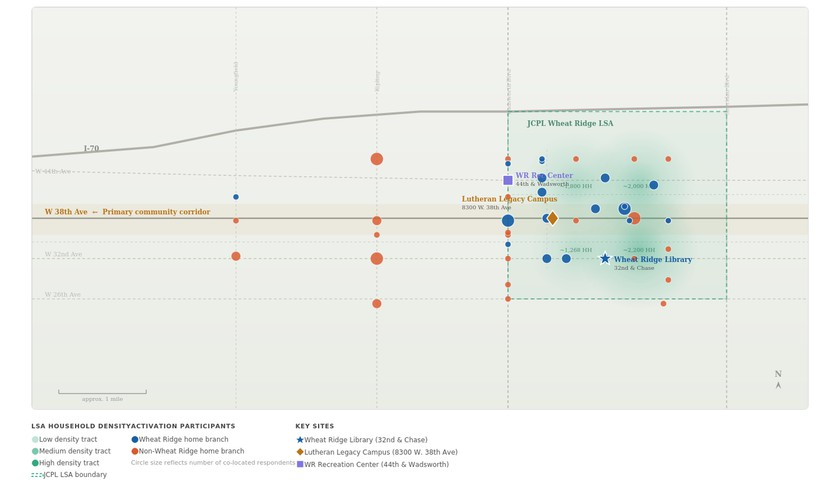 JCPL Wheat Ridge LSA
I-70
W 44th Ave
WR Rec Center
44th & Wadsworth
~2,000 HH
Lutheran Legacy Campus
8300 W. 38th Ave
W 38th Ave ← Primary community corridor
W 32nd Ave
~1,200 HH
~2,200 HH
Wheat Ridge Library
32nd & Chase
W 26th Ave
approx. 1 mile
N
LSA HOUSEHOLD DENSITY
Low density tract
Medium density tract
High density tract
JCPL LSA boundary
ACTIVATION PARTICIPANTS
Wheat Ridge home branch
Non-Wheat Ridge home branch
Circle size reflects number of co-located respondents
KEY SITES
Wheat Ridge Library (32nd & Chase)
Lutheran Legacy Campus (8300 W. 38th Ave)
WR Recreation Center (44th & Wadsworth)